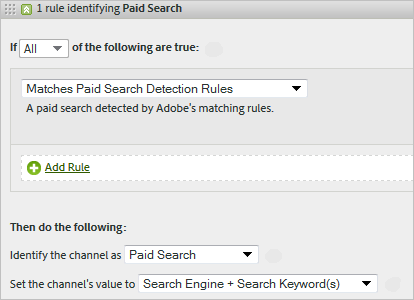 1 rule identifying Paid Search
If All of the following are true:
Matches Paid Search Detection Rules
A paid search detected by Adobe's matching rules.
Add Rule
Then do the following:
Identify the channel as Paid Search
Set the channel's value to Search Engine + Search Keyword(s)